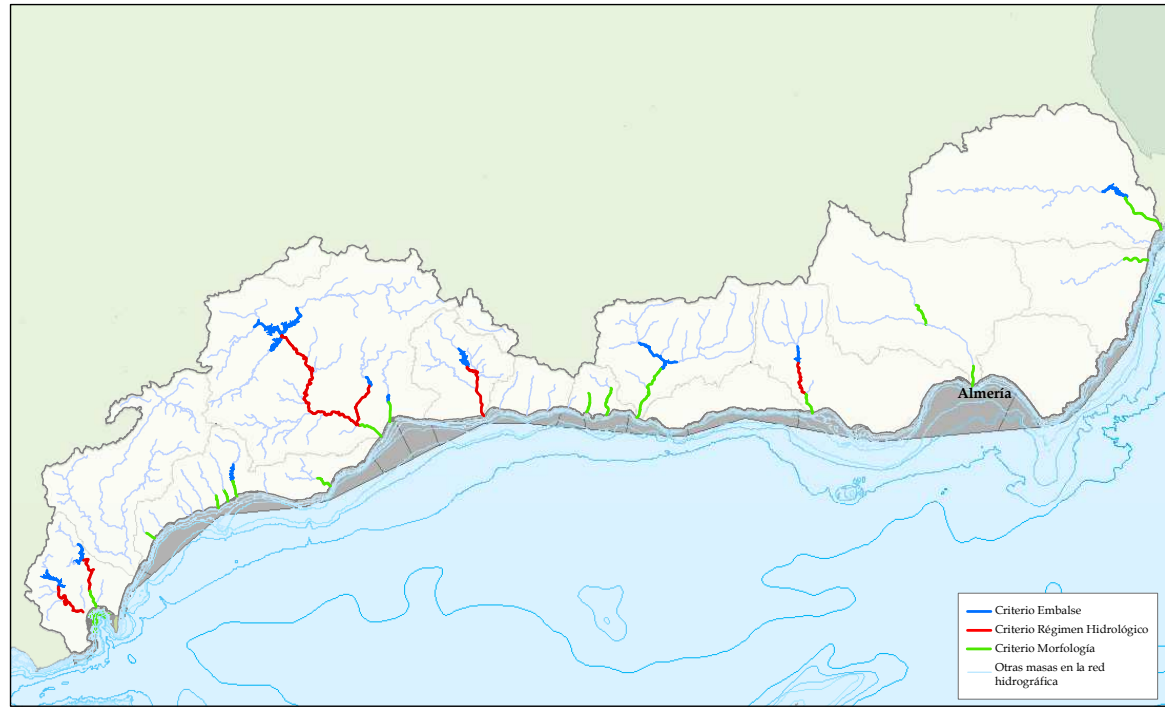 Almería
Criterio Embalse
Criterio Régimen Hidrológico
Criterio Morfología
Otras masas en la red
hidrográfica